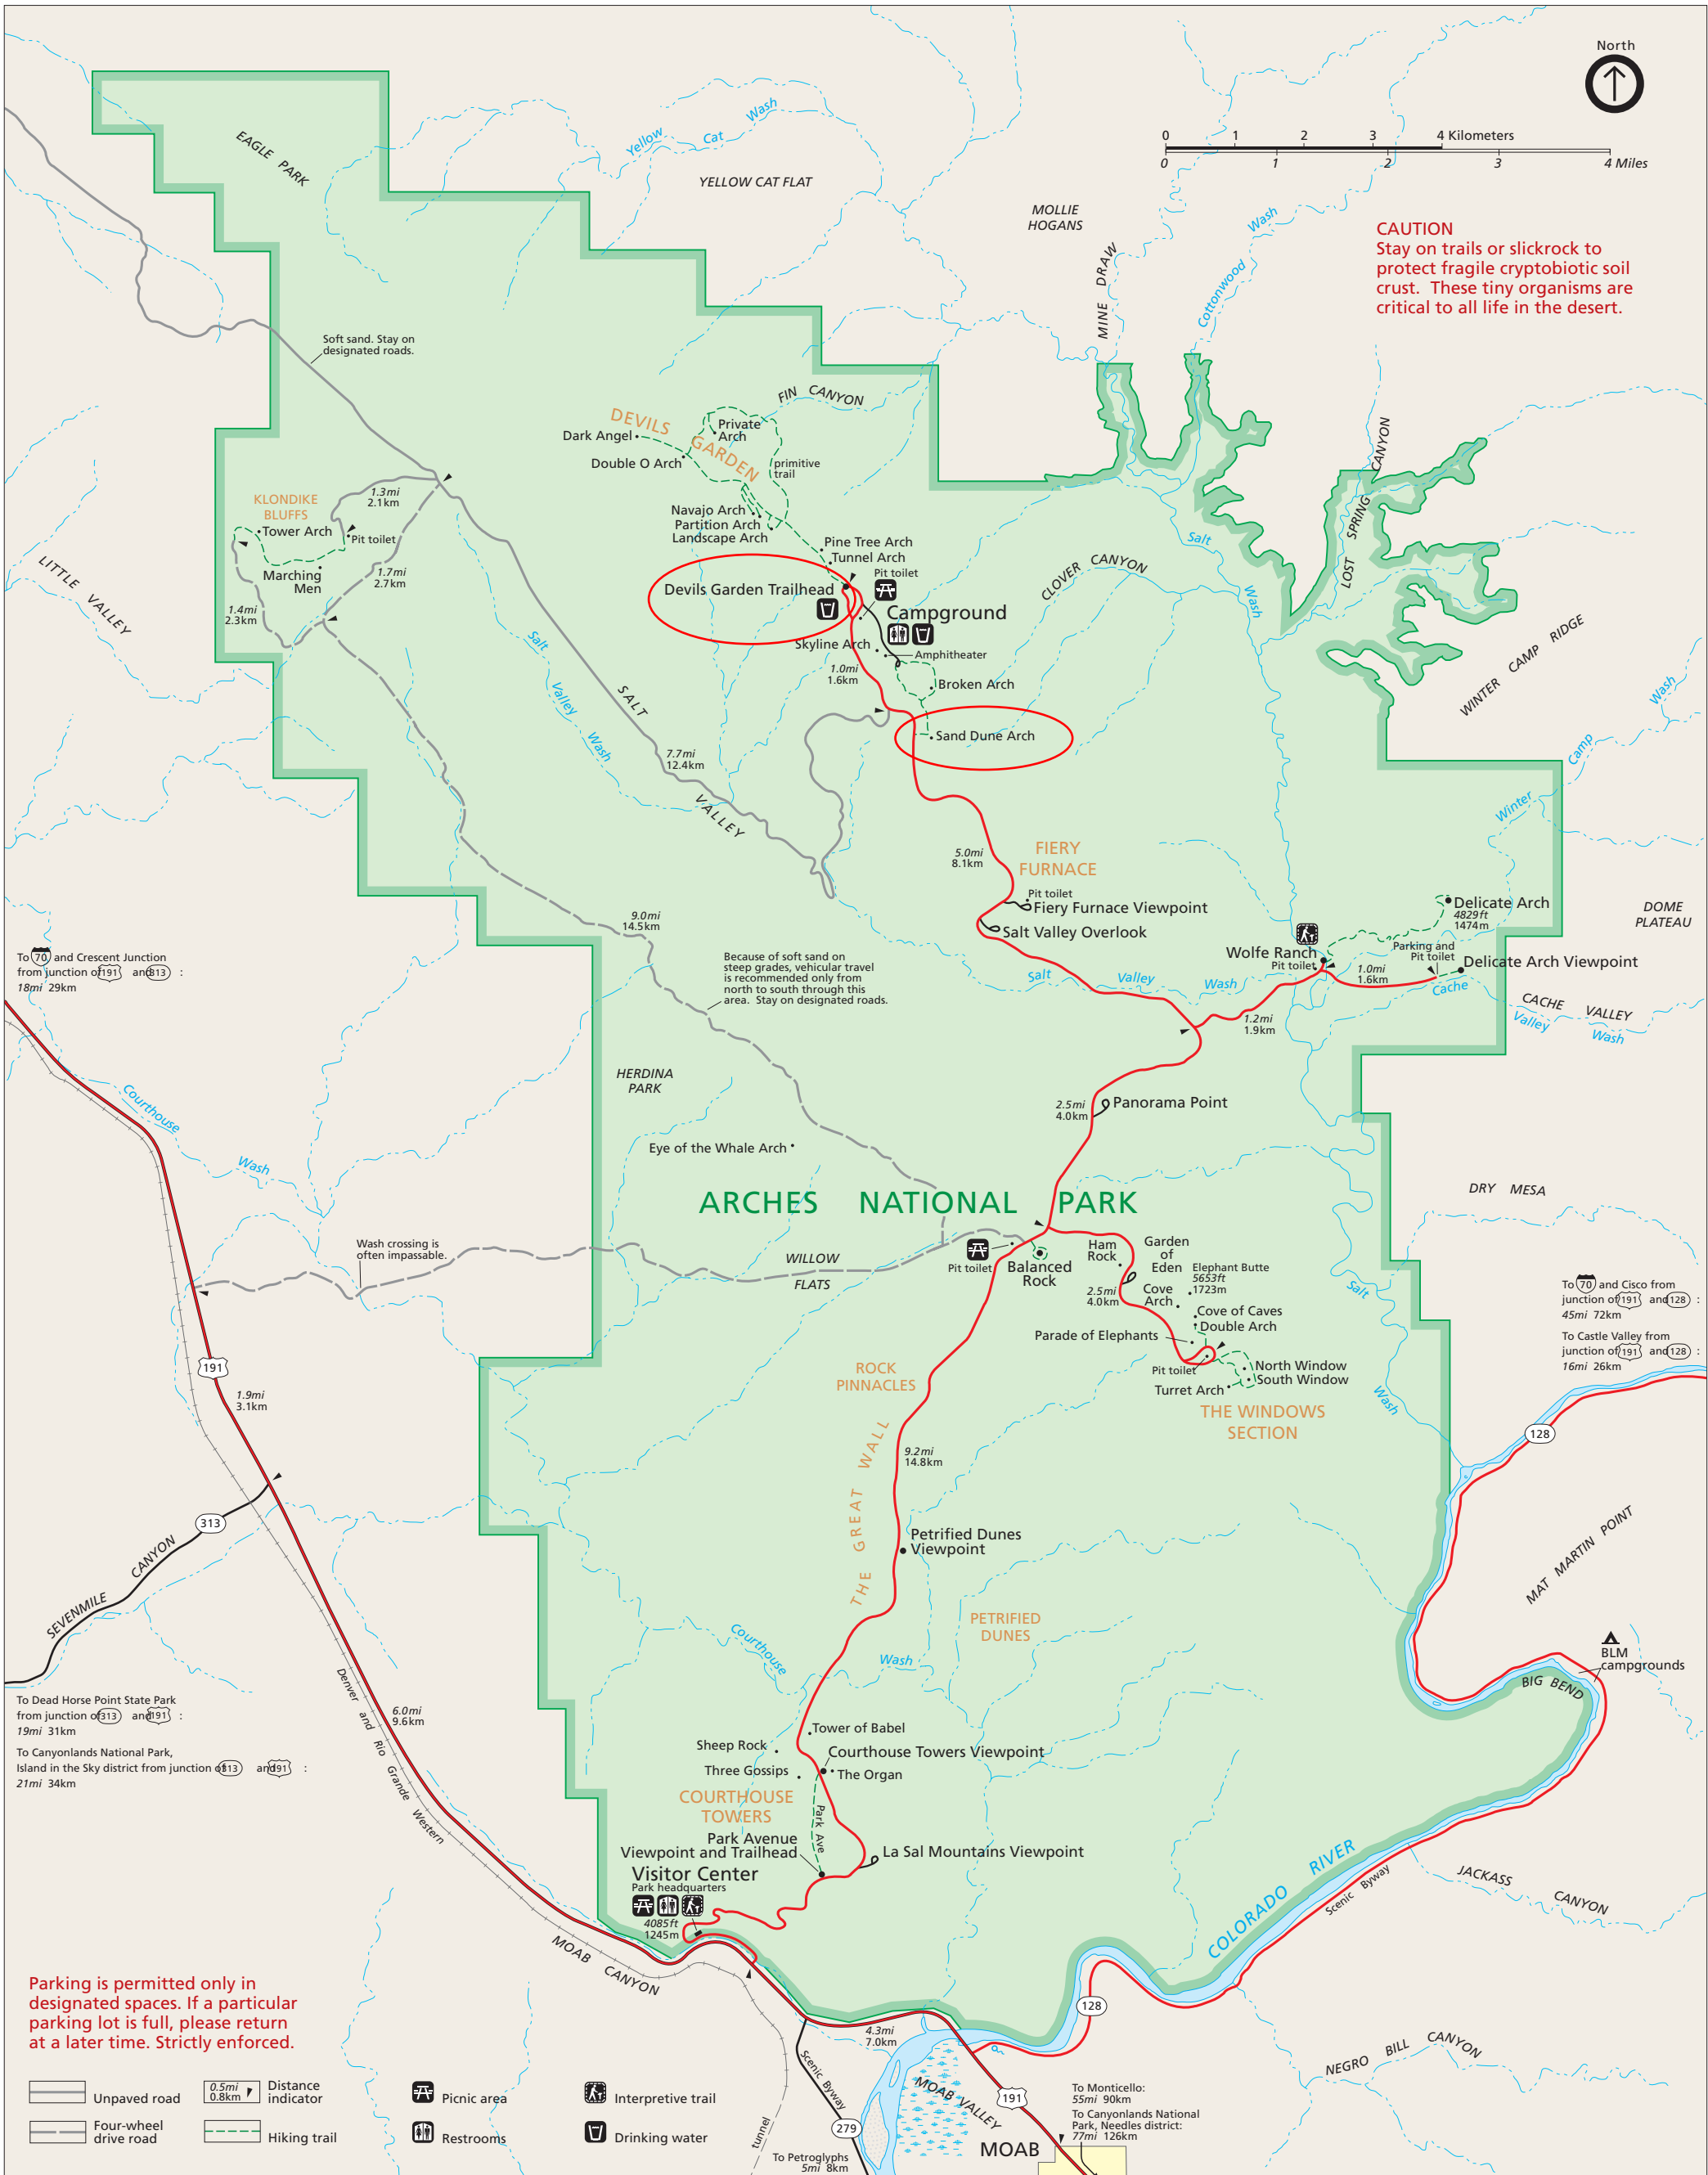 North
0 1 2 3 4 Kilometers
0 1 2 3 4 Miles
CAUTION
Stay on trails or slickrock to
protect fragile cryptobiotic soil
crust. These tiny organisms are
critical to all life in the desert.
EAGLE PARK
Yellow Cat Wash
YELLOW CAT FLAT
MOLLIE
HOGANS
MINE DRAW
Cottonwood Wash
Soft sand. Stay on
designated roads.
FIN CANYON
DEVILS GARDEN
Private
Arch
Dark Angel
Double O Arch
primitive
trail
Navajo Arch
Partition Arch
Landscape Arch
Pine Tree Arch
Tunnel Arch
Pit toilet
Devils Garden Trailhead
Campground
Skyline Arch
Amphitheater
1.0mi
1.6km
Broken Arch
Sand Dune Arch
CLOVER CANYON
LOST SPRING CANYON
Salt Wash
WINTER CAMP RIDGE
Winter Camp Wash
KLONDIKE
BLUFFS
1.3mi
2.1km
Tower Arch
Pit toilet
Marching
Men
1.7mi
2.7km
1.4mi
2.3km
LITTLE VALLEY
Salt Valley Wash
SALT VALLEY
7.7mi
12.4km
5.0mi
8.1km
FIERY
FURNACE
Pit toilet
Fiery Furnace Viewpoint
Salt Valley Overlook
Delicate Arch
4829ft
1474m
DOME
PLATEAU
Wolfe Ranch
Pit toilet
Parking and
Pit toilet
Delicate Arch Viewpoint
1.0mi
1.6km
Salt Valley Wash
Cache Valley Wash
CACHE VALLEY
1.2mi
1.9km
9.0mi
14.5km
Because of soft sand on
steep grades, vehicular travel
is recommended only from
north to south through this
area. Stay on designated roads.
To 70 and Crescent Junction
from junction of 191 and 313 :
18mi 29km
Courthouse Wash
HERDINA
PARK
2.5mi
4.0km
Panorama Point
Eye of the Whale Arch
ARCHES NATIONAL PARK
DRY MESA
Wash crossing is
often impassable.
WILLOW
FLATS
Pit toilet
Balanced
Rock
Ham
Rock
Garden
of
Eden
Elephant Butte
5653ft
1723m
2.5mi
4.0km
Cove
Arch
Cove of Caves
Double Arch
Parade of Elephants
Pit toilet
North Window
South Window
Turret Arch
THE WINDOWS
SECTION
Salt Wash
To 70 and Cisco from
junction of 191 and 128 :
45mi 72km
To Castle Valley from
junction of 191 and 128 :
16mi 26km
191
1.9mi
3.1km
ROCK
PINNACLES
THE GREAT WALL
9.2mi
14.8km
128
313
SEVENMILE CANYON
Petrified Dunes
Viewpoint
PETRIFIED
DUNES
MAT MARTIN POINT
Courthouse Wash
BLM
campgrounds
BIG BEND
To Dead Horse Point State Park
from junction of 313 and 191 :
19mi 31km
To Canyonlands National Park,
Island in the Sky district from junction of 313 and 191 :
21mi 34km
Denver and Rio Grande Western
6.0mi
9.6km
Tower of Babel
Sheep Rock
Courthouse Towers Viewpoint
Three Gossips
The Organ
COURTHOUSE
TOWERS
Park Ave
Park Avenue
Viewpoint and Trailhead
La Sal Mountains Viewpoint
Visitor Center
Park headquarters
4085ft
1245m
MOAB CANYON
COLORADO RIVER
Scenic Byway
JACKASS CANYON
128
4.3mi
7.0km
NEGRO BILL CANYON
Parking is permitted only in
designated spaces. If a particular
parking lot is full, please return
at a later time. Strictly enforced.
Unpaved road
0.5mi
0.8km
Distance
indicator
Picnic area
Interpretive trail
Four-wheel
drive road
Hiking trail
Restrooms
Drinking water
tunnel
Scenic Byway
279
To Petroglyphs
5mi 8km
MOAB VALLEY
191
MOAB
To Monticello:
55mi 90km
To Canyonlands National
Park, Needles district:
77mi 126km